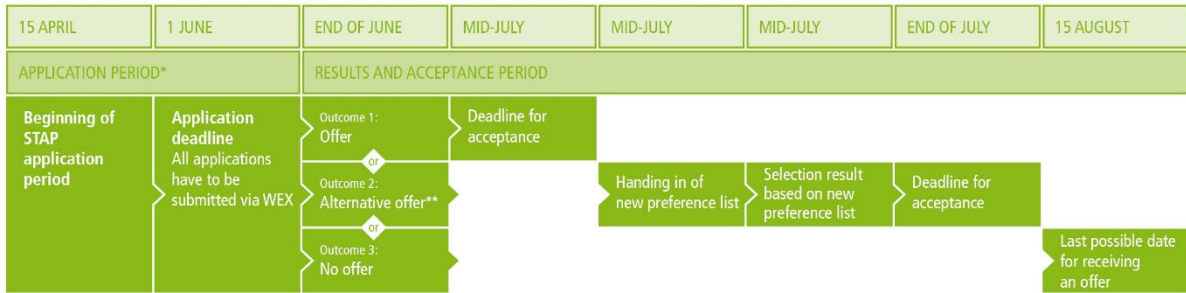 15 APRIL
1 JUNE
END OF JUNE
MID-JULY
MID-JULY
MID-JULY
END OF JULY
15 AUGUST
APPLICATION PERIOD*
RESULTS AND ACCEPTANCE PERIOD
Beginning of
STAP
application
period
Application
deadline
All applications
have to be
submitted via WEX
Outcome 1:
Offer
or
Outcome 2:
Alternative offer**
or
Outcome 3:
No offer
Deadline for
acceptance
Handing in of
new preference list
Selection result
based on new
preference list
Deadline for
acceptance
Last possible date
for receiving
an offer